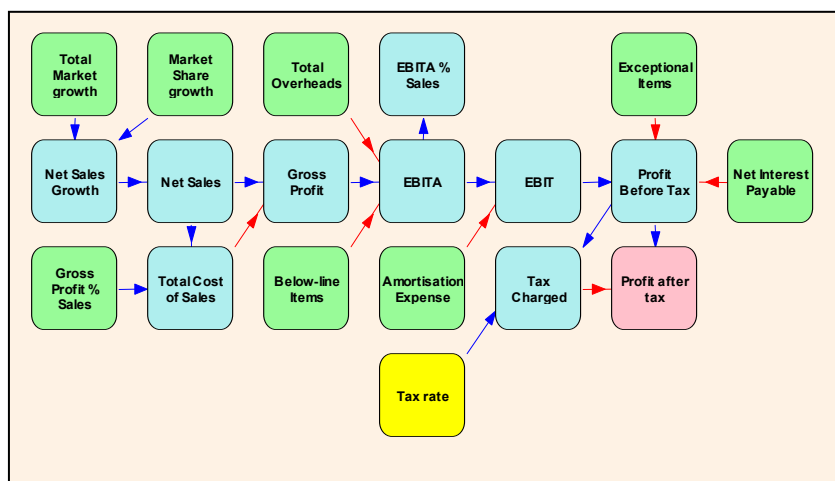 Total
Market
growth
Market
Share
growth
Total
Overheads
EBITA %
Sales
Exceptional
Items
Net Sales
Growth
Net Sales
Gross
Profit
EBITA
EBIT
Profit
Before Tax
Net Interest
Payable
Gross
Profit %
Sales
Total Cost
of Sales
Below-line
Items
Amortisation
Expense
Tax
Charged
Profit after
tax
Tax rate